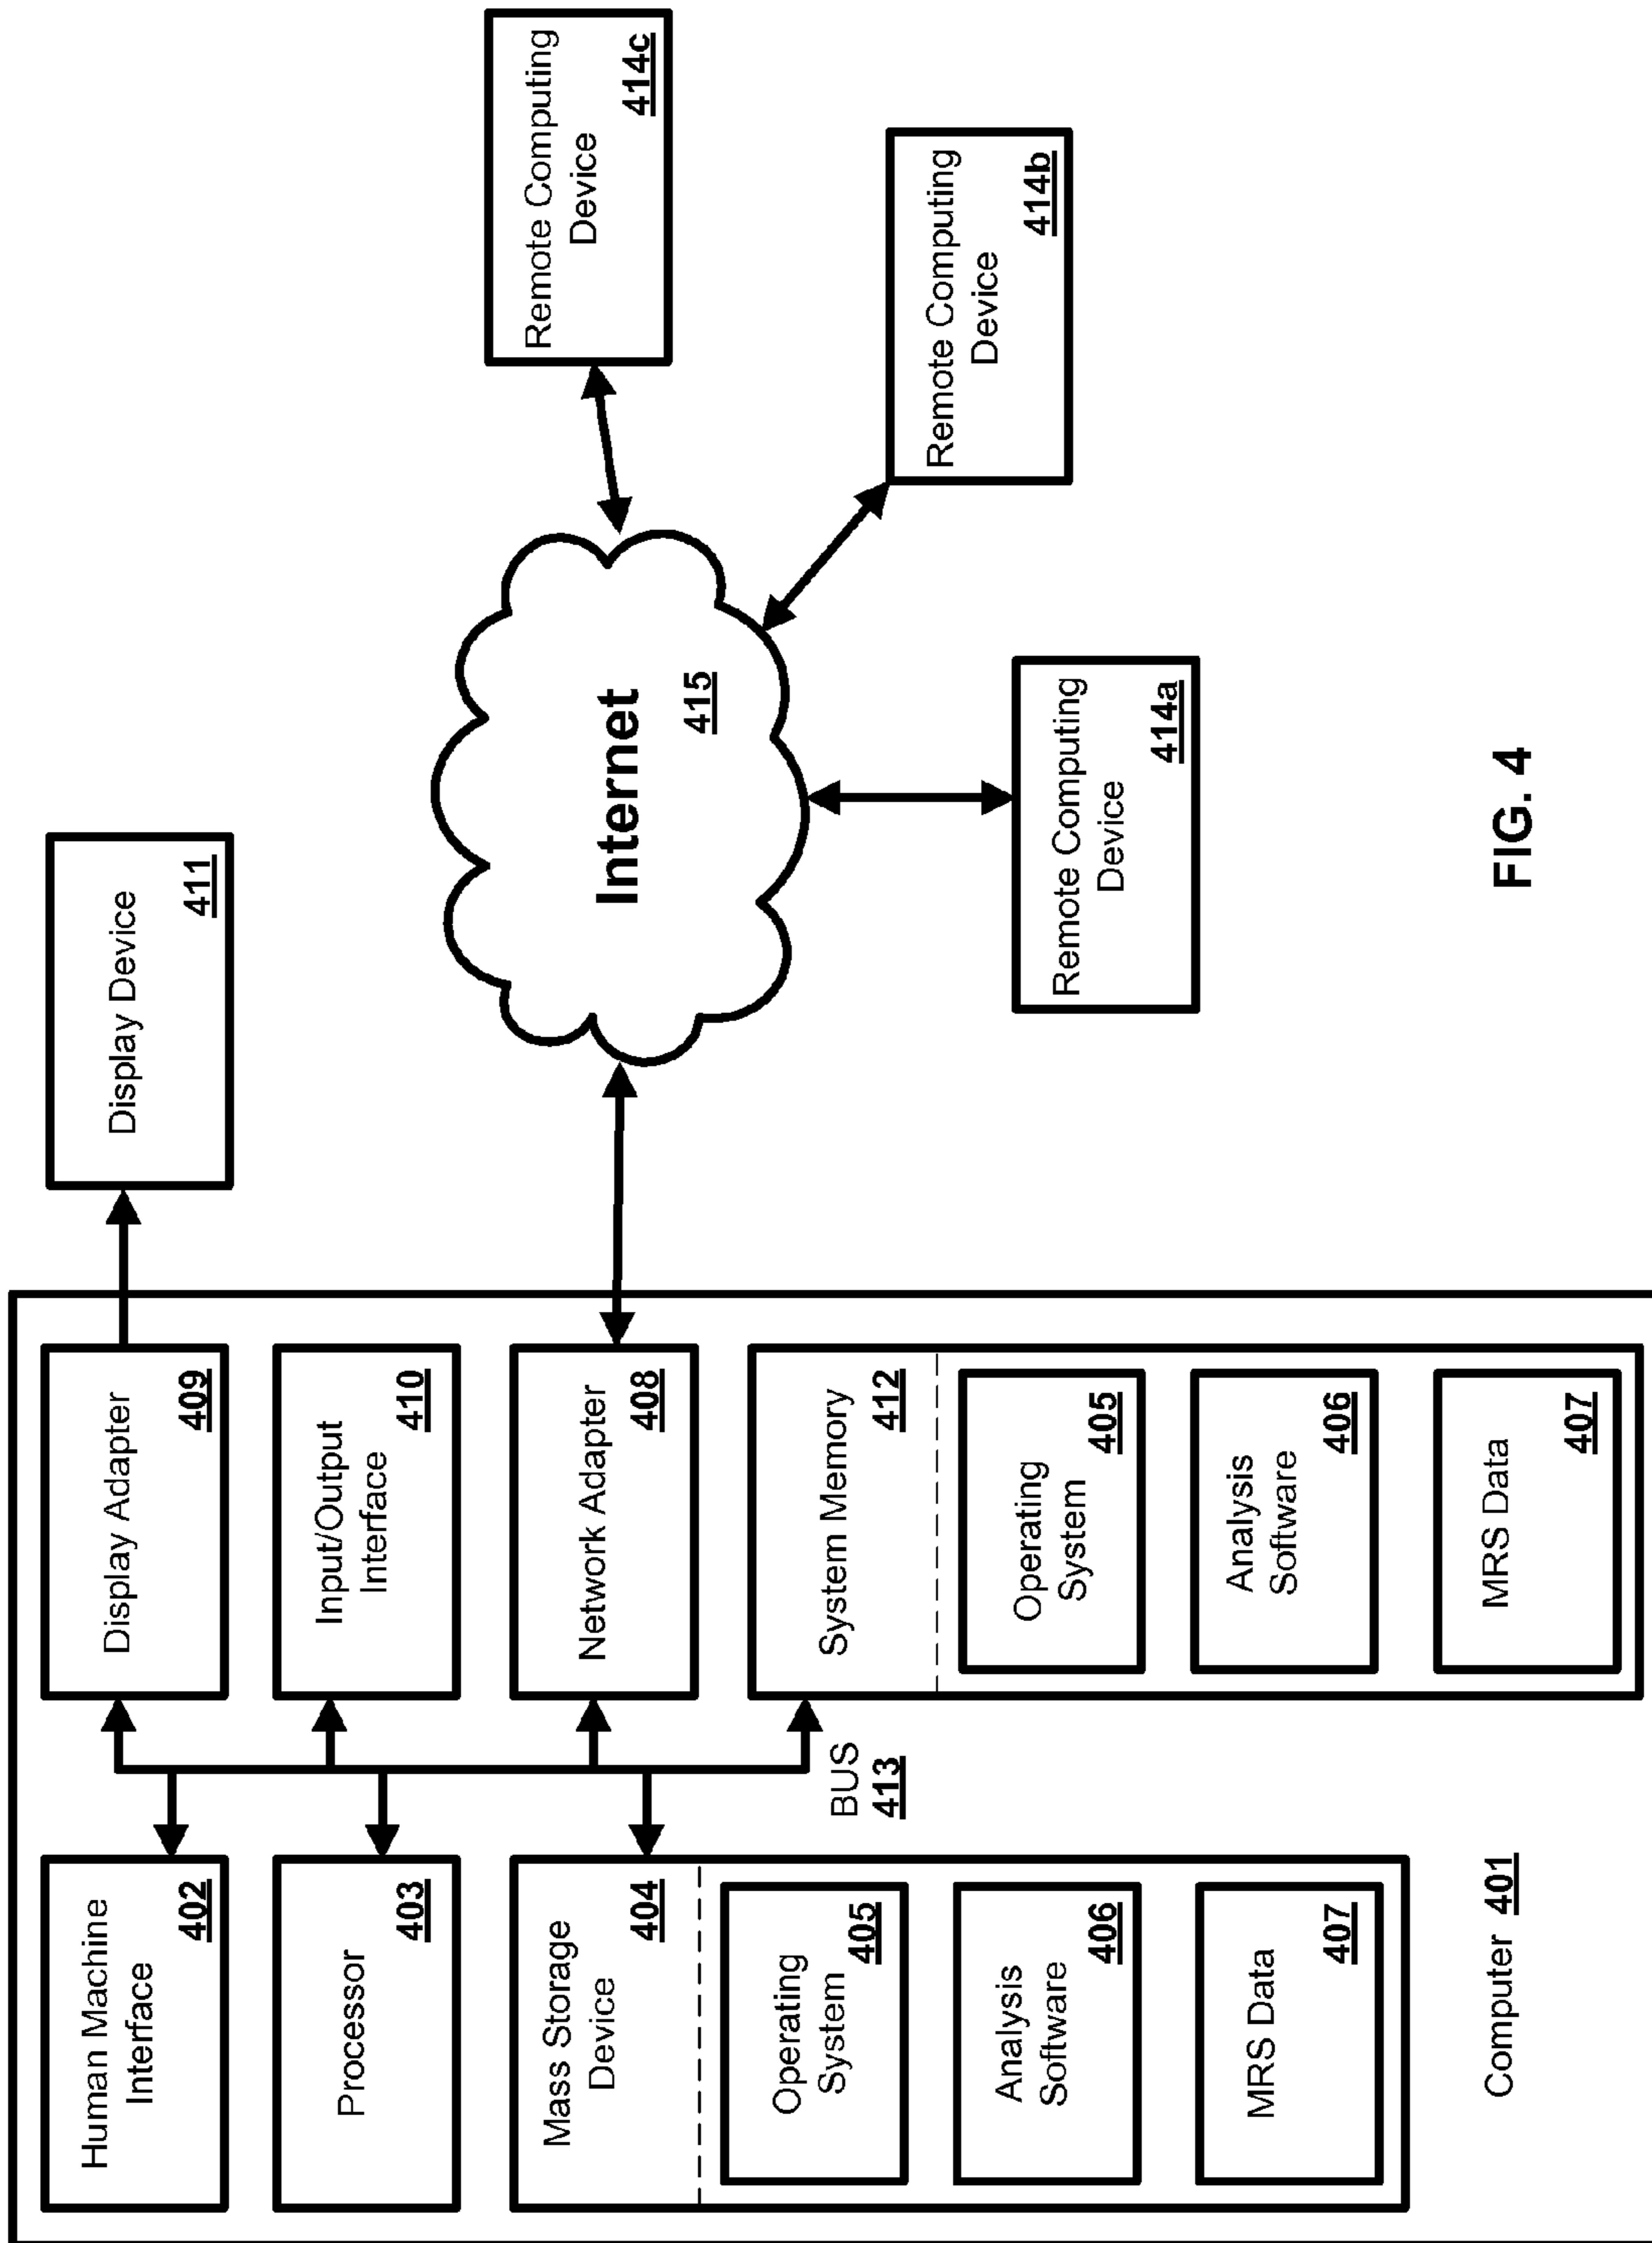 Human Machine
Interface
402
Processor
403
Mass Storage
Device
404
Operating
System
405
Analysis
Software
406
MRS Data
407
Computer 401
BUS
413
Display Adapter
409
Input/Output
Interface
410
Network Adapter
408
System Memory
412
Operating
System
405
Analysis
Software
406
MRS Data
407
Display Device
411
Internet
415
Remote Computing
Device
414a
Remote Computing
Device
414b
Remote Computing
Device
414c
FIG. 4